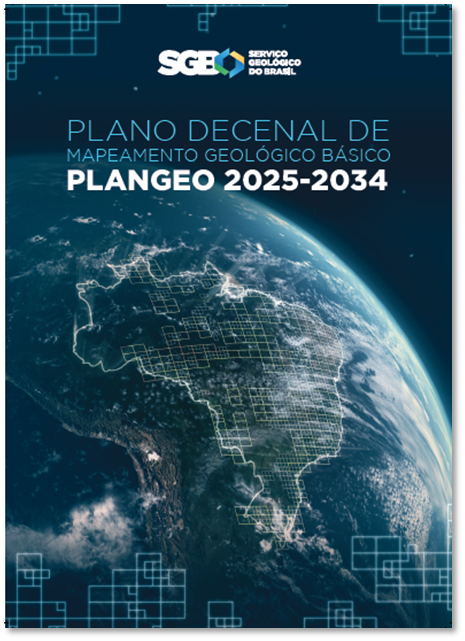 SGB
SERVIÇO
GEOLÓGICO
DO BRASIL
PLANO DECENAL DE
MAPEAMENTO GEOLÓGICO BÁSICO
PLANGEO 2025-2034